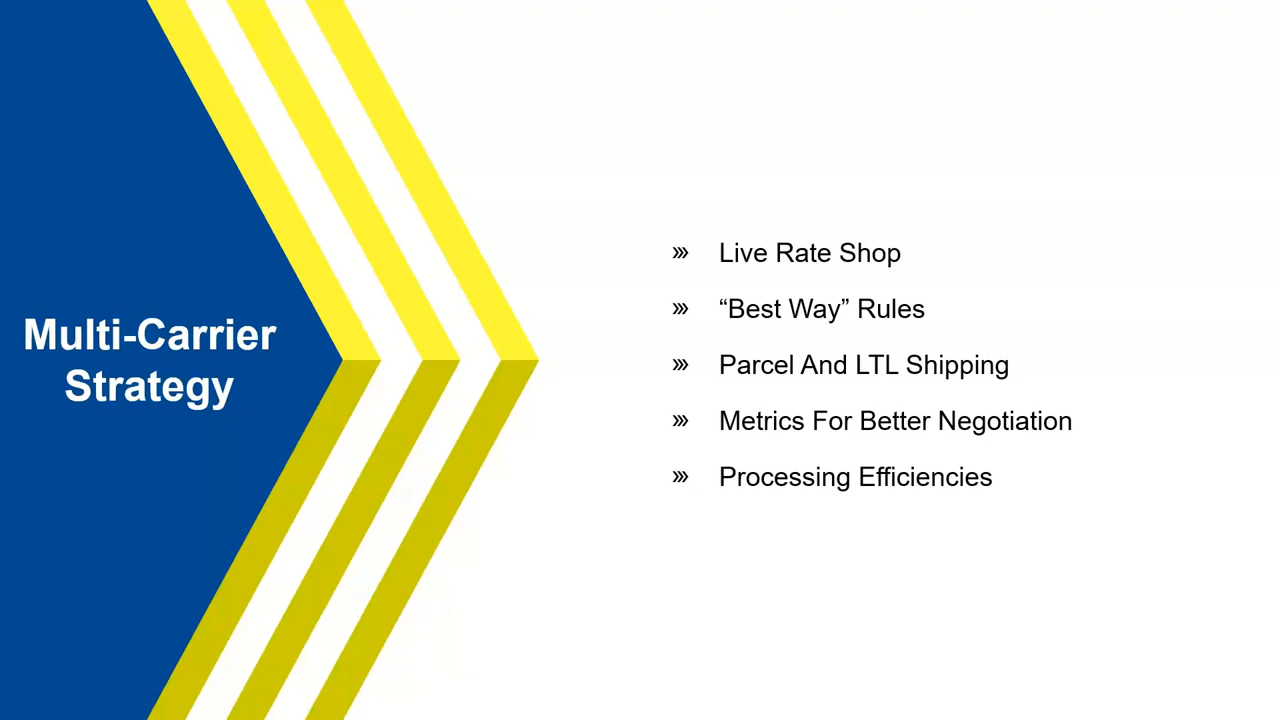 Multi-Carrier
Strategy
Live Rate Shop
“Best Way” Rules
Parcel And LTL Shipping
Metrics For Better Negotiation
Processing Efficiencies